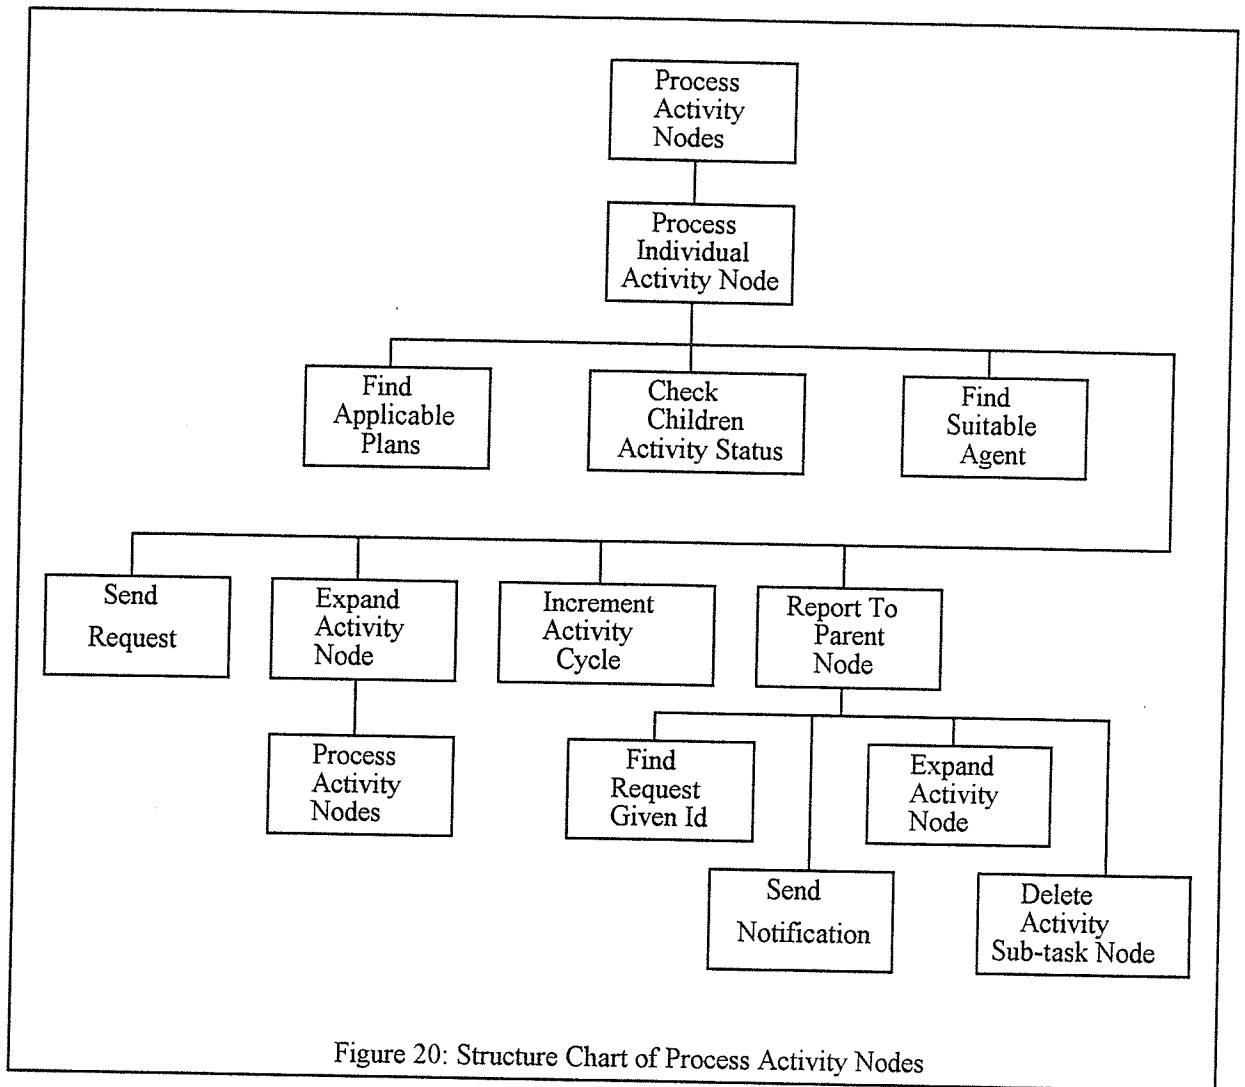 Process
Activity
Nodes
Process
Individual
Activity Node
Find
Applicable
Plans
Check
Children
Activity Status
Find
Suitable
Agent
Send
Request
Expand
Activity
Node
Increment
Activity
Cycle
Report To
Parent
Node
Process
Activity
Nodes
Find
Request
Given Id
Expand
Activity
Node
Send
Notification
Delete
Activity
Sub-task Node
Figure 20: Structure Chart of Process Activity Nodes